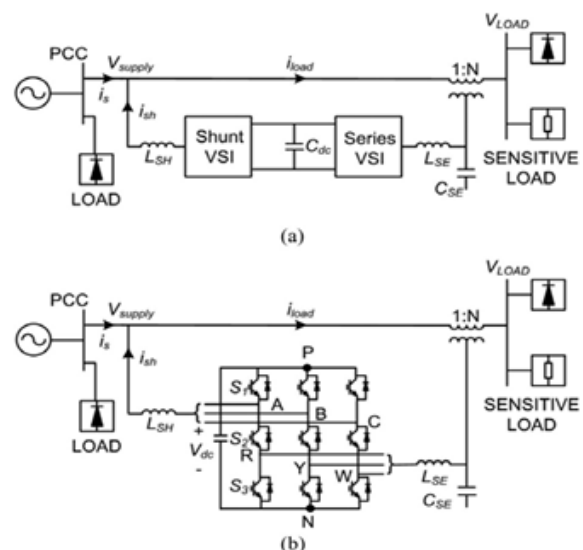 PCC
V_supply
i_s
i_sh
i_load
1:N
V_LOAD
L_SH
Shunt
VSI
C_dc
Series
VSI
L_SE
C_SE
LOAD
SENSITIVE
LOAD
(a)
PCC
V_supply
i_s
i_sh
i_load
1:N
V_LOAD
P
S_1
A
B
C
L_SH
+
V_dc
-
S_2
R
Y
W
S_3
N
L_SE
C_SE
LOAD
SENSITIVE
LOAD
(b)